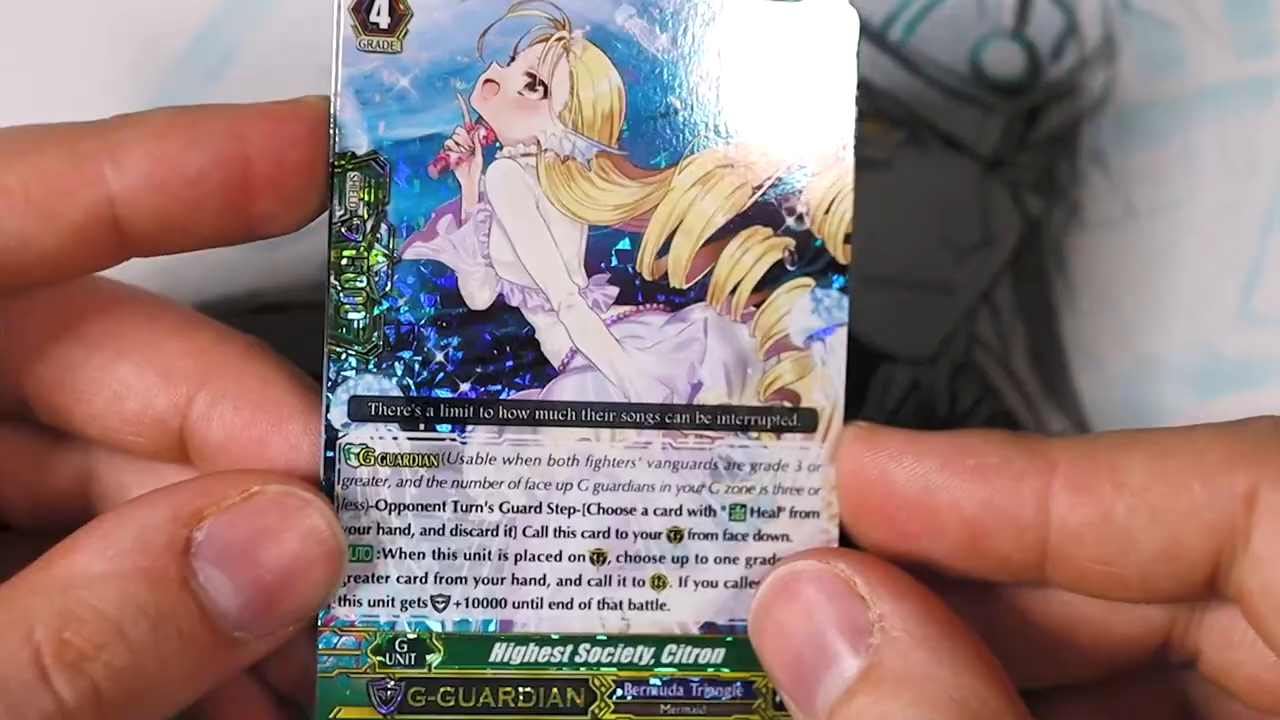 4
GRADE
SHIELD
There's a limit to how much their songs can be interrupted.
G GUARDIAN (Usable when both fighters' vanguards are grade 3 or
greater, and the number of face up G guardians in your G zone is three or
less)-Opponent Turn's Guard Step-[Choose a card with "Heal" from
your hand, and discard it] Call this card to your G from face down.
AUTO :When this unit is placed on G, choose up to one
greater card from your hand, and call it to. If you
this unit gets +10000 until end of that battle.
G UNIT
Highest Society, Citron
G-GUARDIAN
Bermuda Triangle
Mermaid